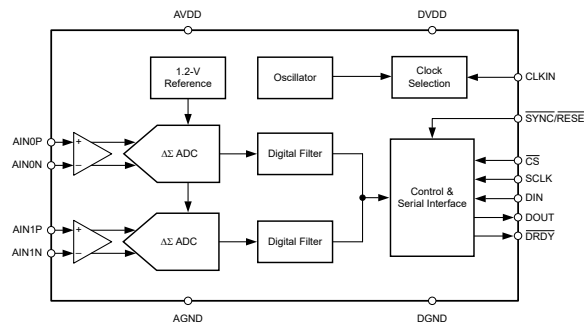 AVDD DVDD
1.2-V
Reference
Oscillator
Clock
Selection
CLKIN
SYNC/RESE
AIN0P
+
ΔΣ ADC
Digital Filter
AIN0N
–
Control &
Serial Interface
CS
SCLK
DIN
DOUT
DRDY
AIN1P
+
ΔΣ ADC
Digital Filter
AIN1N
–
AGND DGND